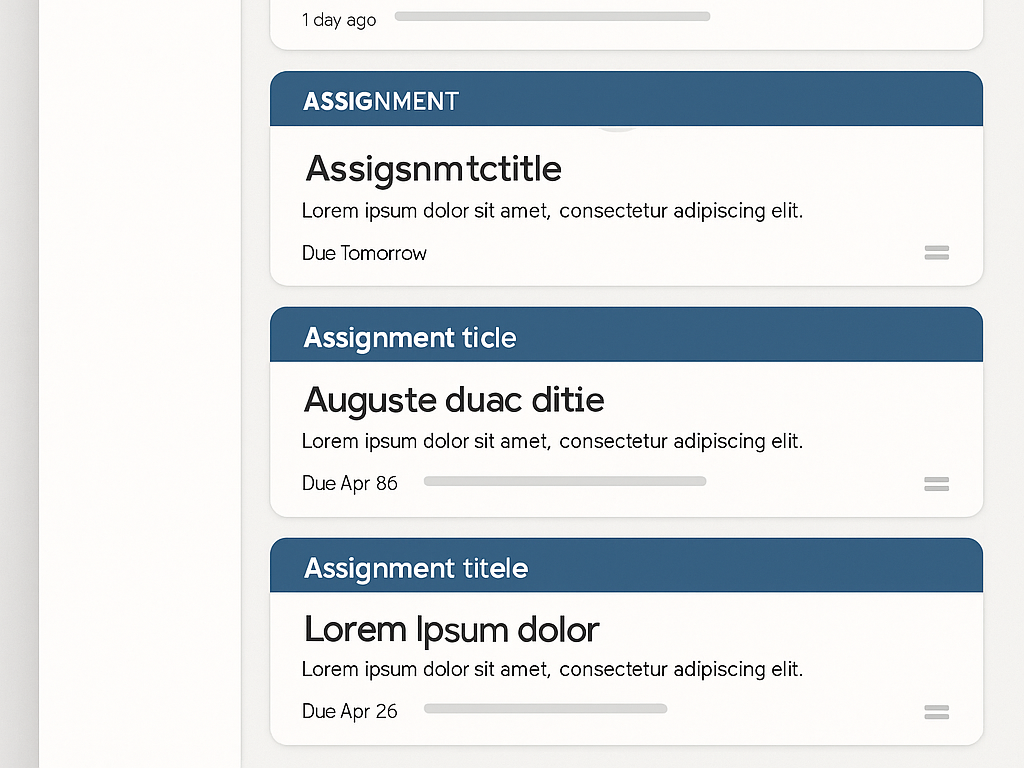 1 day ago
ASSIGNMENT
Assigsnmtctitle
Lorem ipsum dolor sit amet, consectetur adipiscing elit.
Due Tomorrow
Assignment ticle
Auguste duac ditie
Lorem ipsum dolor sit amet, consectetur adipiscing elit.
Due Apr 86
Assignment titele
Lorem Ipsum dolor
Lorem ipsum dolor sit amet, consectetur adipiscing elit.
Due Apr 26